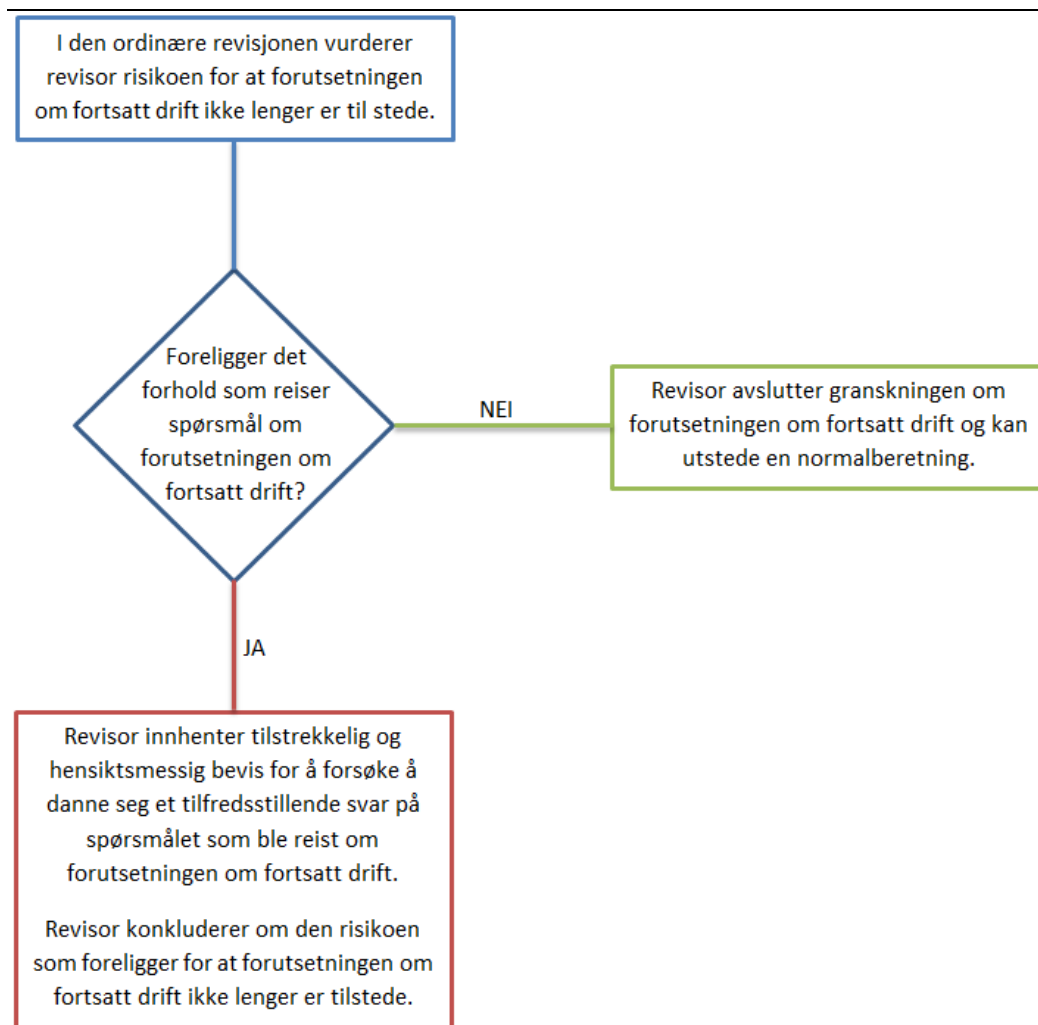 I den ordinære revisjonen vurderer
revisor risikoen for at forutsetningen
om fortsatt drift ikke lenger er til stede.
Foreligger det
forhold som reiser
spørsmål om
forutsetningen om
fortsatt drift?
NEI
Revisor avslutter granskningen om
forutsetningen om fortsatt drift og kan
utstede en normalberetning.
JA
Revisor innhenter tilstrekkelig og
hensiktsmessig bevis for å forsøke å
danne seg et tilfredsstillende svar på
spørsmålet som ble reist om
forutsetningen om fortsatt drift.
Revisor konkluderer om den risikoen
som foreligger for at forutsetningen om
fortsatt drift ikke lenger er tilstede.